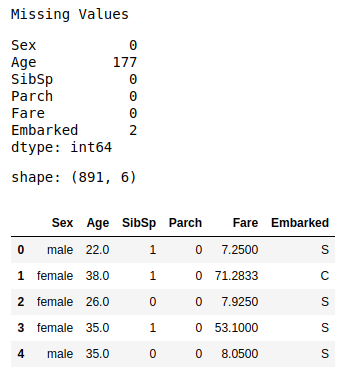 Missing Values
Sex 0
Age 177
SibSp 0
Parch 0
Fare 0
Embarked 2
dtype: int64
shape: (891, 6)
Sex Age SibSp Parch Fare Embarked
0 male 22.0 1 0 7.2500 S
1 female 38.0 1 0 71.2833 C
2 female 26.0 0 0 7.9250 S
3 female 35.0 1 0 53.1000 S
4 male 35.0 0 0 8.0500 S